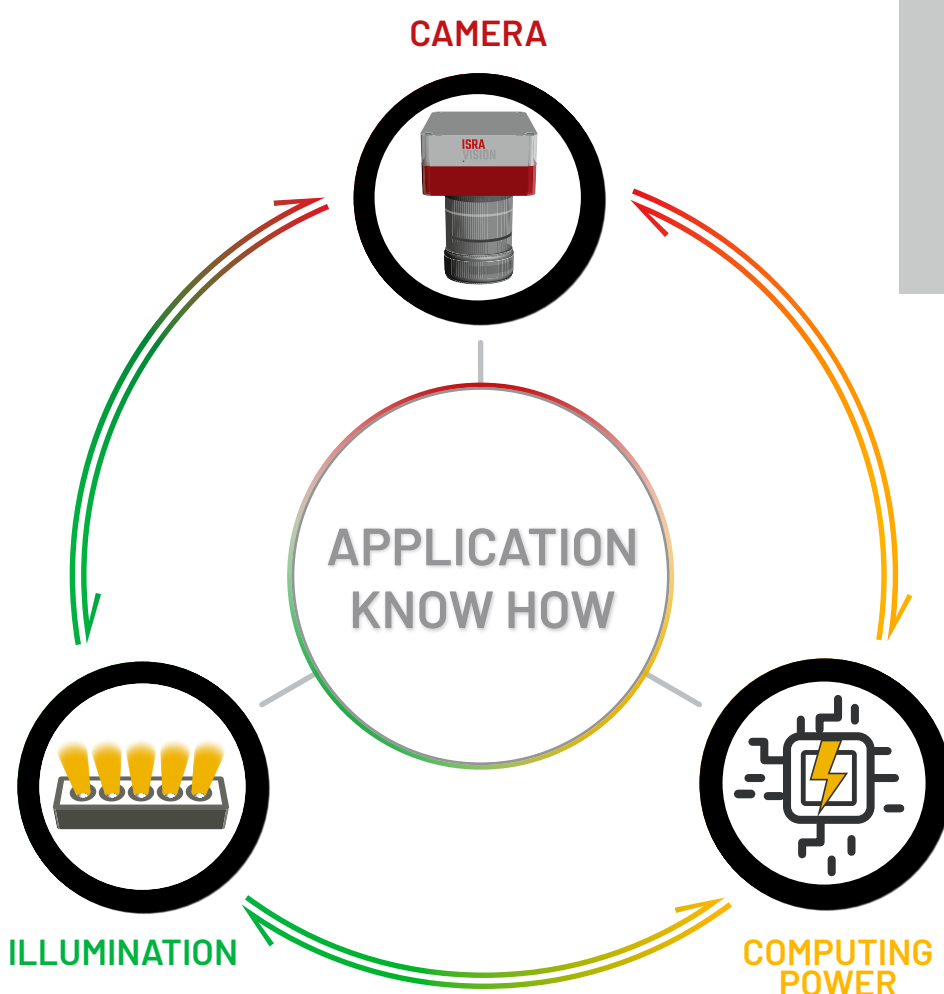 CAMERA
ISRA
VISION
APPLICATION
KNOW HOW
ILLUMINATION
COMPUTING
POWER